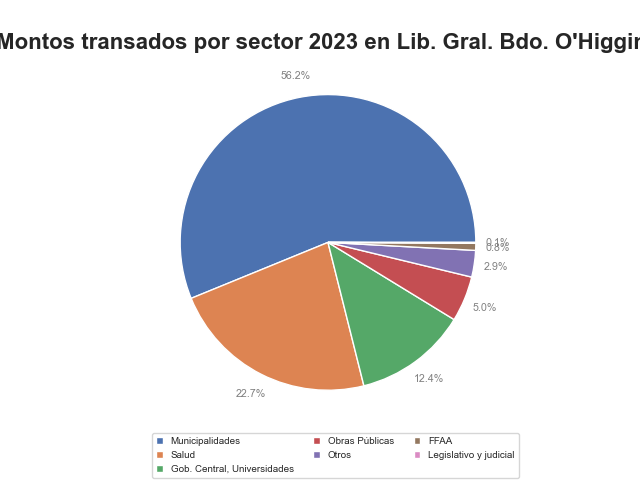 Montos transados por sector 2023 en Lib. Gral. Bdo. O'Higgin
56.2%
0.1%
0.8%
2.9%
5.0%
12.4%
22.7%
Municipalidades
Salud
Gob. Central, Universidades
Obras Públicas
Otros
FFAA
Legislativo y judicial